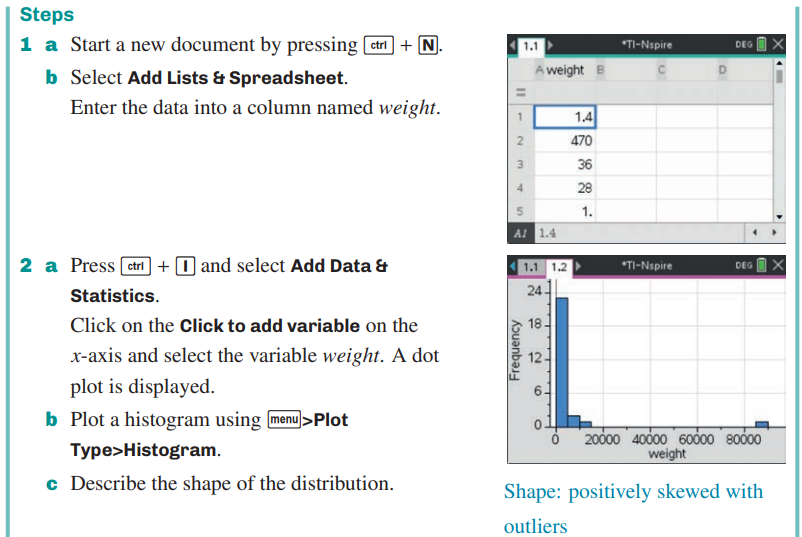 Steps
1 a Start a new document by pressing ctrl + N.
b Select Add Lists & Spreadsheet.
Enter the data into a column named weight.
1.1 *TI-Nspire DEG
A weight B C D
=
1 1.4
2 470
3 36
4 28
5 1.
A1 1.4
2 a Press ctrl + I and select Add Data &
Statistics.
Click on the Click to add variable on the
x-axis and select the variable weight. A dot
plot is displayed.
b Plot a histogram using menu>Plot
Type>Histogram.
c Describe the shape of the distribution.
1.1 1.2 *TI-Nspire DEG
Frequency
24
18
12
6
0
0 20000 40000 60000 80000
weight
Shape: positively skewed with
outliers